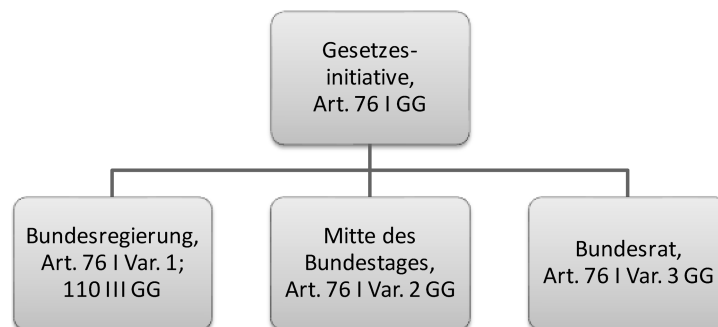 Gesetzes-
initiative,
Art. 76 I GG
Bundesregierung,
Art. 76 I Var. 1;
110 III GG
Mitte des
Bundestages,
Art. 76 I Var. 2 GG
Bundesrat,
Art. 76 I Var. 3 GG